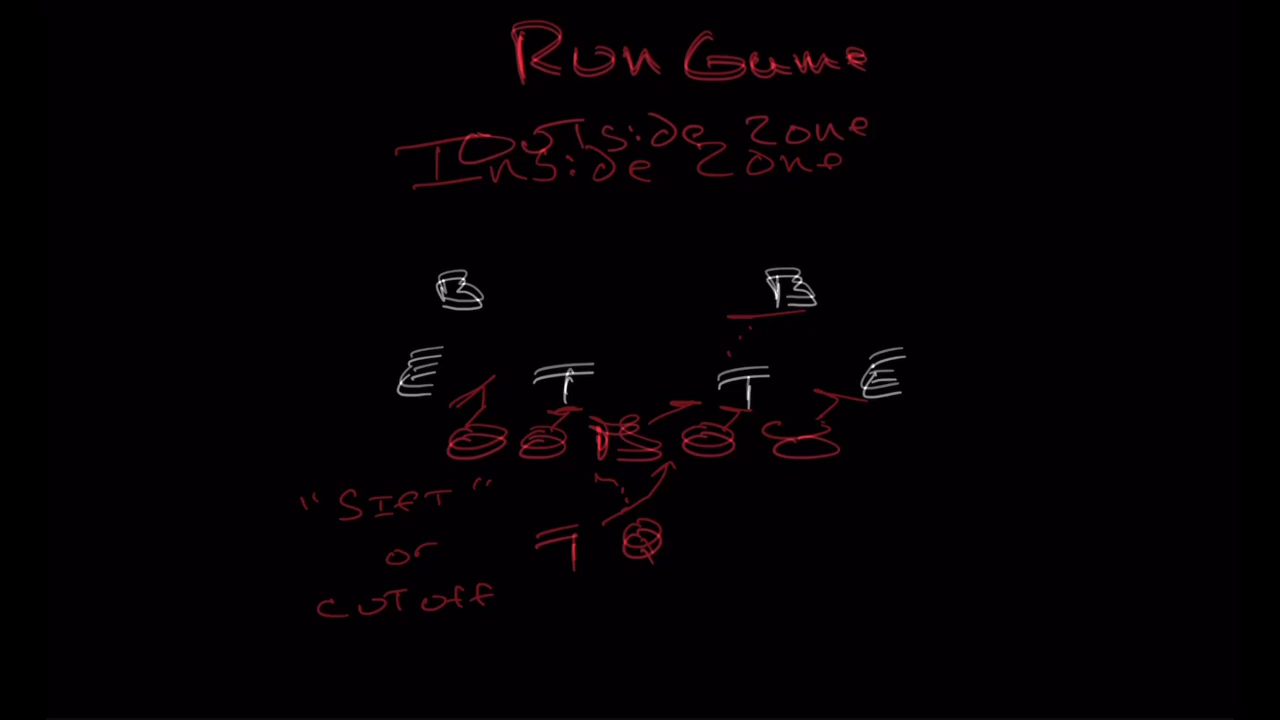 Run Game
Outside Zone
Inside Zone
B B
E T T E
"SIFT"
or
T Q
CUTOFF